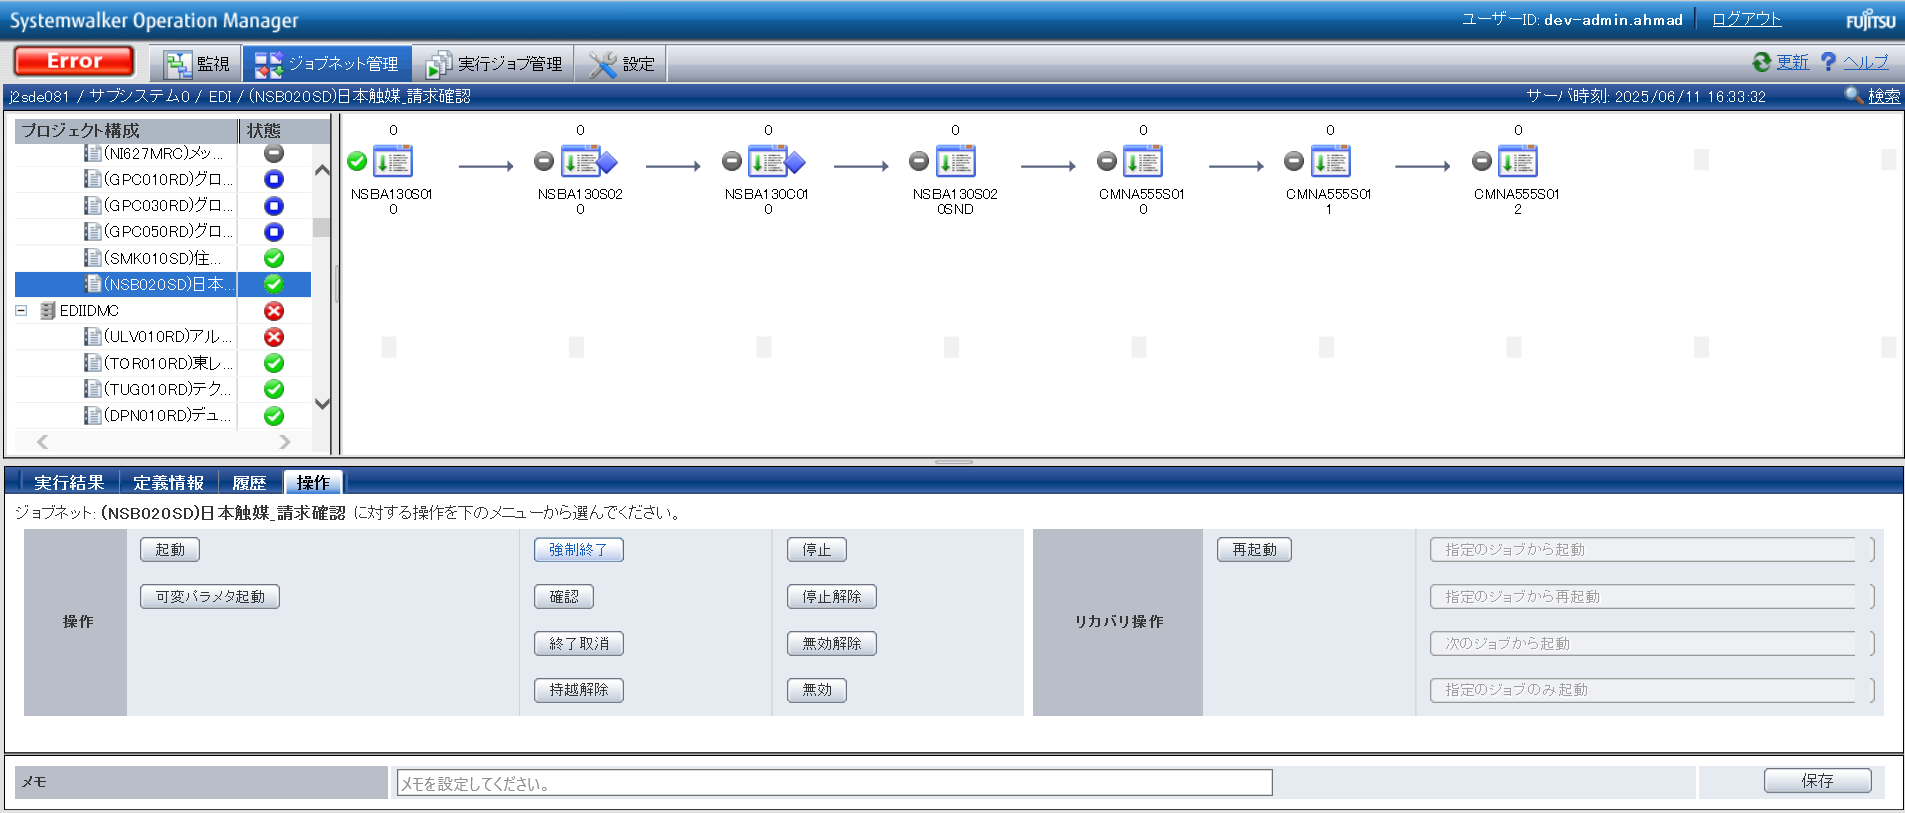 Systemwalker Operation Manager
ユーザーID: dev-admin.ahmad
ログアウト
FUJITSU
Error
監視
ジョブネット管理
実行ジョブ管理
設定
更新
ヘルプ
j2sde081 / サブシステム0 / EDI / (NSB020SD)日本触媒_請求確認
サーバ時刻: 2025/06/11 16:33:32
検索
プロジェクト構成
状態
(NI627MRC)メッ...
(GPC010RD)グロ...
(GPC030RD)グロ...
(GPC050RD)グロ...
(SMK010SD)住...
(NSB020SD)日本...
EDIIDMC
(ULV010RD)アル...
(TOR010RD)東レ...
(TUG010RD)テク...
(DPN010RD)デュ...
0
NSBA130S01
0
0
NSBA130S02
0
0
NSBA130C01
0
0
NSBA130S02
0SND
0
CMNA555S01
0
0
CMNA555S01
1
0
CMNA555S01
2
実行結果
定義情報
履歴
操作
ジョブネット: (NSB020SD)日本触媒_請求確認 に対する操作を下のメニューから選んでください。
操作
起動
可変パラメタ起動
強制終了
確認
終了取消
持越解除
停止
停止解除
無効解除
無効
リカバリ操作
再起動
指定のジョブから起動
指定のジョブから再起動
次のジョブから起動
指定のジョブのみ起動
メモ
メモを設定してください。
保存